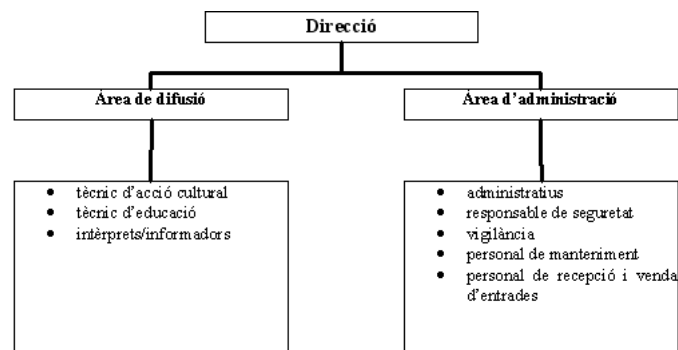 Direcció
Àrea de difusió
Àrea d'administració
• tècnic d'acció cultural
• tècnic d'educació
• intèrprets/informadors
• administratius
• responsable de seguretat
• vigilància
• personal de manteniment
• personal de recepció i venda
d'entrades